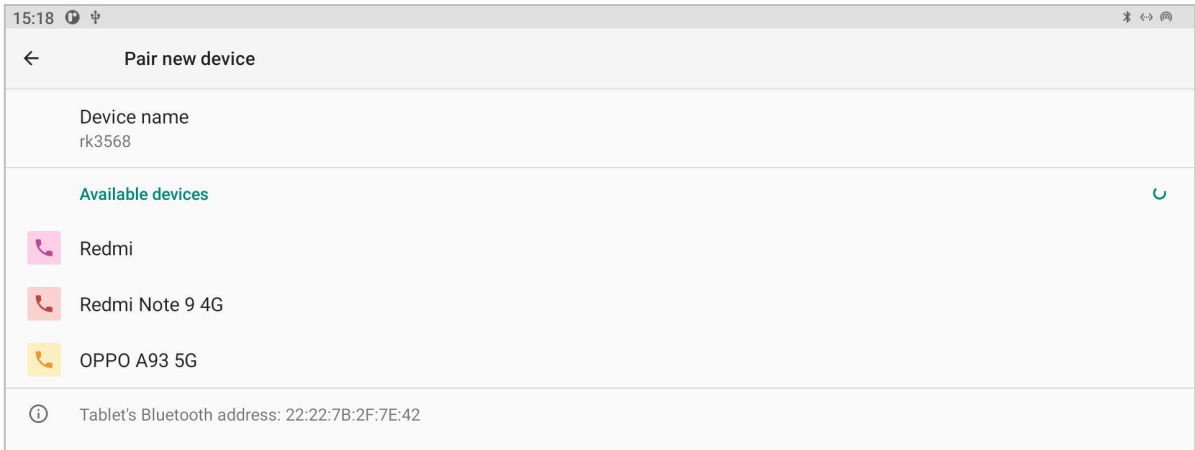 15:18
Pair new device
Device name
rk3568
Available devices
Redmi
Redmi Note 9 4G
OPPO A93 5G
Tablet's Bluetooth address: 22:22:7B:2F:7E:42